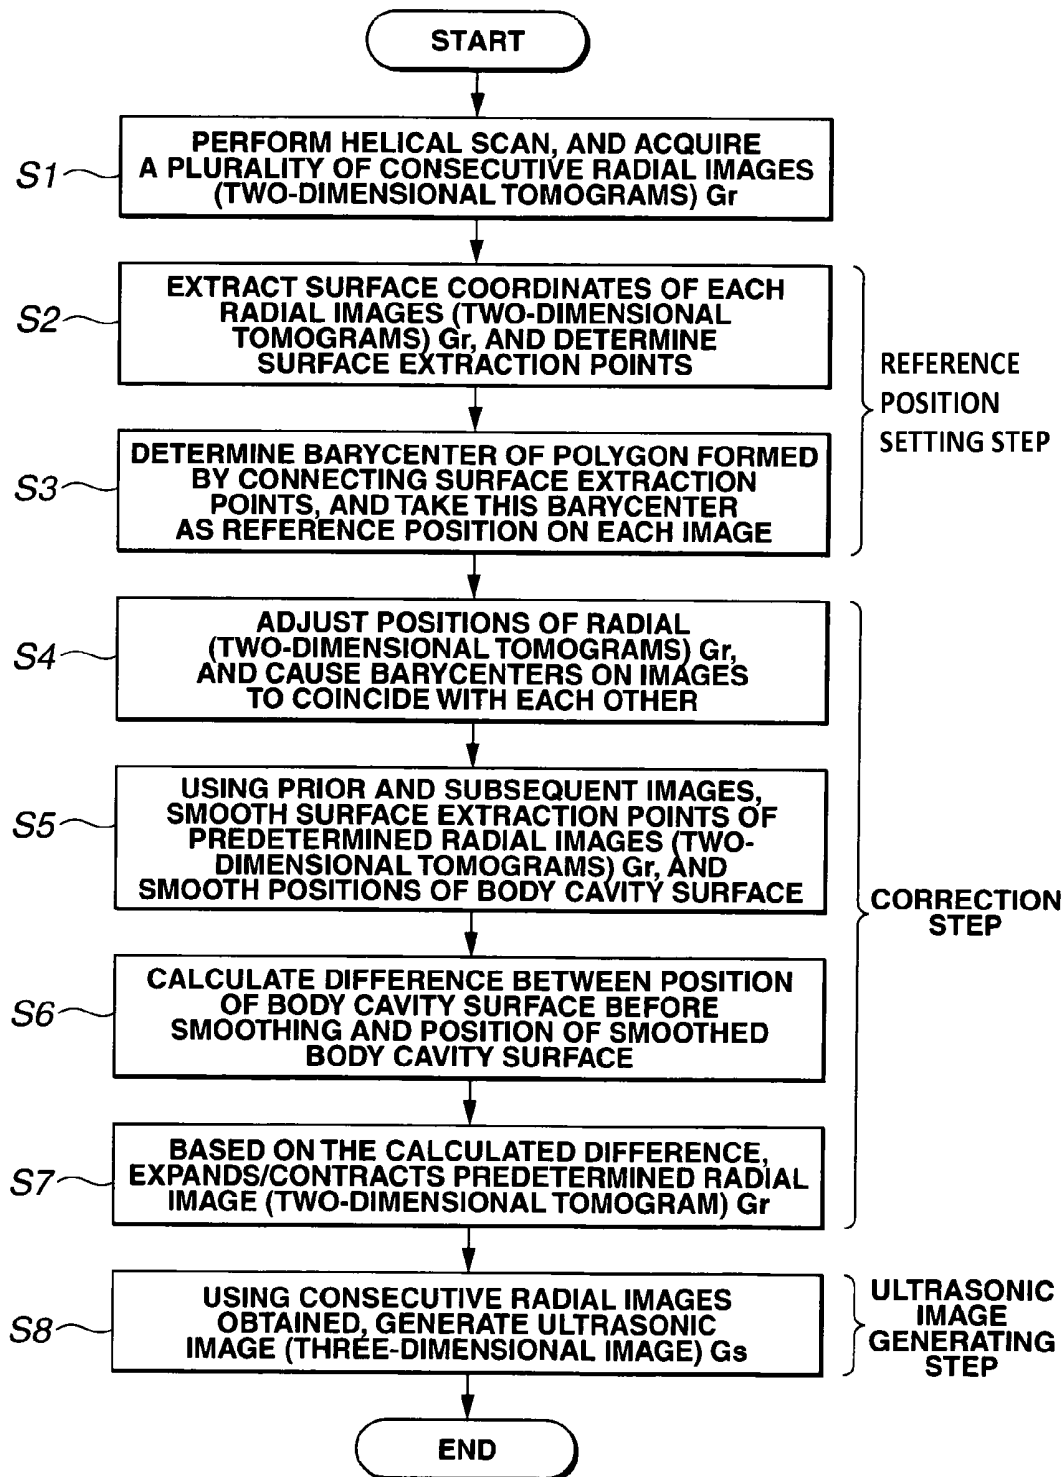 START
S1
PERFORM HELICAL SCAN, AND ACQUIRE
A PLURALITY OF CONSECUTIVE RADIAL IMAGES
(TWO-DIMENSIONAL TOMOGRAMS) Gr
S2
EXTRACT SURFACE COORDINATES OF EACH
RADIAL IMAGES (TWO-DIMENSIONAL
TOMOGRAMS) Gr, AND DETERMINE
SURFACE EXTRACTION POINTS
REFERENCE
POSITION
SETTING STEP
S3
DETERMINE BARYCENTER OF POLYGON FORMED
BY CONNECTING SURFACE EXTRACTION
POINTS, AND TAKE THIS BARYCENTER
AS REFERENCE POSITION ON EACH IMAGE
S4
ADJUST POSITIONS OF RADIAL
(TWO-DIMENSIONAL TOMOGRAMS) Gr,
AND CAUSE BARYCENTERS ON IMAGES
TO COINCIDE WITH EACH OTHER
S5
USING PRIOR AND SUBSEQUENT IMAGES,
SMOOTH SURFACE EXTRACTION POINTS OF
PREDETERMINED RADIAL IMAGES (TWO-
DIMENSIONAL TOMOGRAMS) Gr, AND
SMOOTH POSITIONS OF BODY CAVITY SURFACE
CORRECTION
STEP
S6
CALCULATE DIFFERENCE BETWEEN POSITION
OF BODY CAVITY SURFACE BEFORE
SMOOTHING AND POSITION OF SMOOTHED
BODY CAVITY SURFACE
S7
BASED ON THE CALCULATED DIFFERENCE,
EXPANDS/CONTRACTS PREDETERMINED RADIAL
IMAGE (TWO-DIMENSIONAL TOMOGRAM) Gr
S8
USING CONSECUTIVE RADIAL IMAGES
OBTAINED, GENERATE ULTRASONIC
IMAGE (THREE-DIMENSIONAL IMAGE) Gs
ULTRASONIC
IMAGE
GENERATING
STEP
END